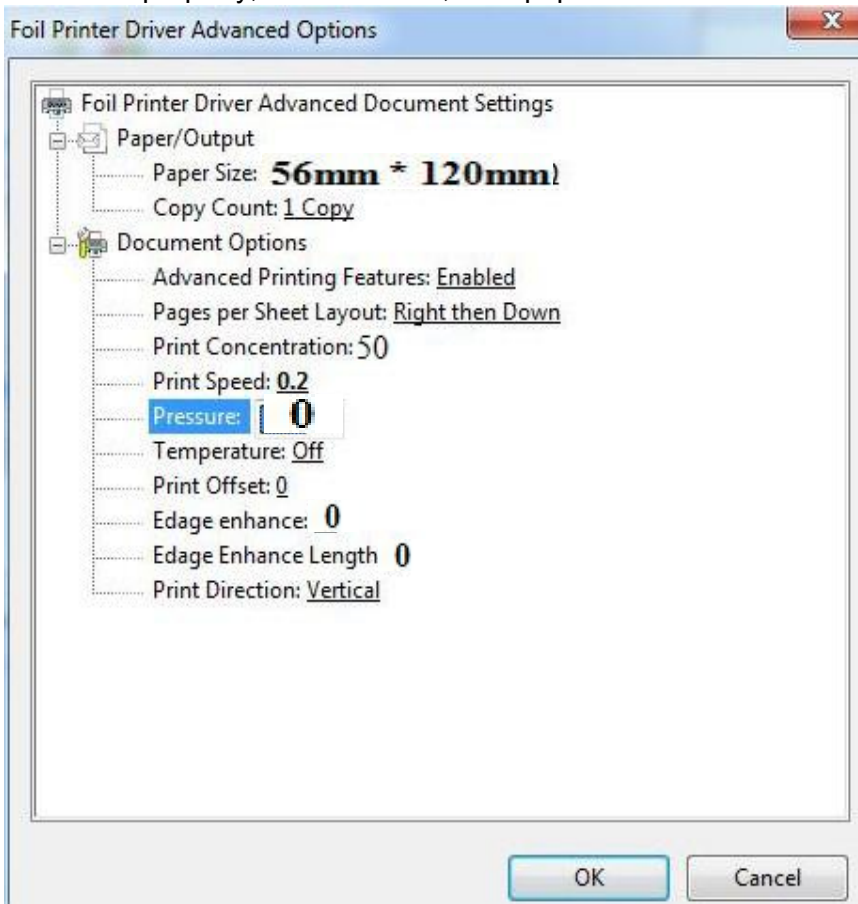 Foil Printer Driver Advanced Options
Foil Printer Driver Advanced Document Settings
Paper/Output
Paper Size: 56mm * 120mm)
Copy Count: 1 Copy
Document Options
Advanced Printing Features: Enabled
Pages per Sheet Layout: Right then Down
Print Concentration: 50
Print Speed: 0.2
Pressure: 0
Temperature: Off
Print Offset: 0
Edage enhance: 0
Edage Enhance Length 0
Print Direction: Vertical
OK Cancel